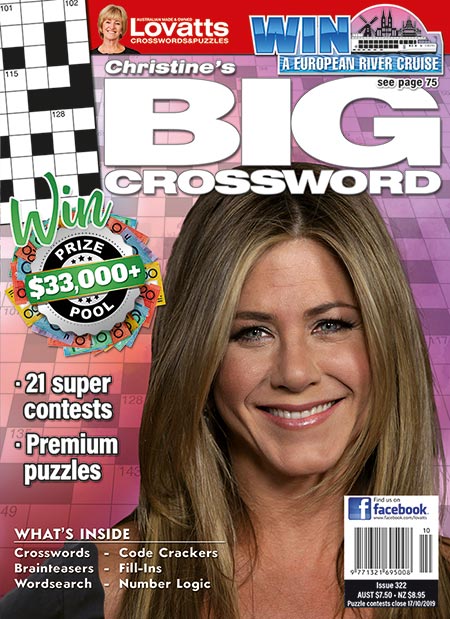 101
102
115
128
AUSTRALIAN MADE & OWNED
Lovatts
CROSSWORDS&PUZZLES
WIN
A EUROPEAN RIVER CRUISE
see page 75
Christine's
BIG
CROSSWORD
Win
PRIZE
$33,000+
POOL
· 21 super
contests
· Premium
puzzles
WHAT'S INSIDE
Crosswords - Code Crackers
Brainteasers - Fill-Ins
Wordsearch - Number Logic
Find us on
facebook
www.facebook.com/lovatts
10
9 771321 695008
Issue 322
AUST $7.50 • NZ $8.95
Puzzle contests close 17/10/2019